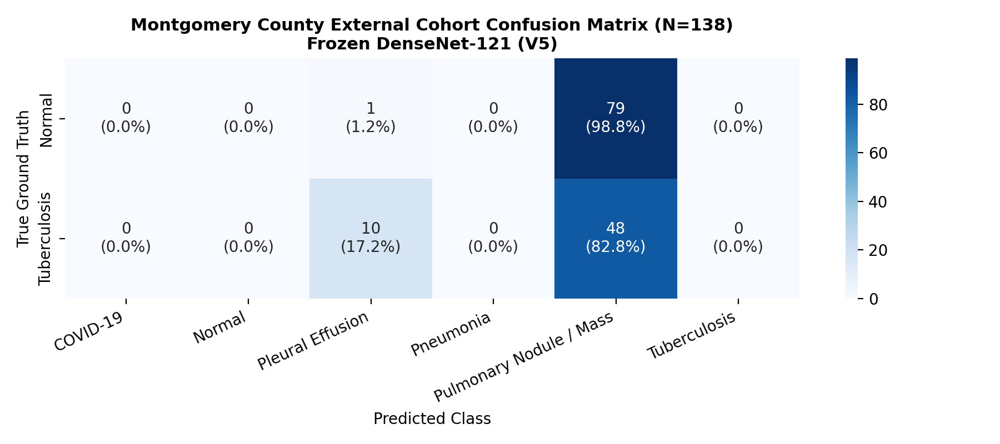 Montgomery County External Cohort Confusion Matrix (N=138)
Frozen DenseNet-121 (V5)
True Ground Truth
Normal
0
(0.0%)
0
(0.0%)
1
(1.2%)
0
(0.0%)
79
(98.8%)
0
(0.0%)
Tuberculosis
0
(0.0%)
0
(0.0%)
10
(17.2%)
0
(0.0%)
48
(82.8%)
0
(0.0%)
COVID-19
Normal
Pleural Effusion
Pneumonia
Pulmonary Nodule / Mass
Tuberculosis
Predicted Class
80
60
40
20
0